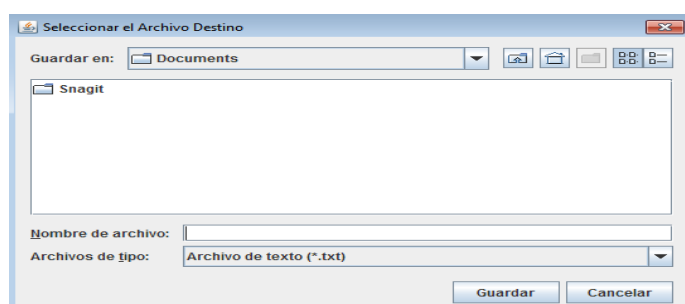 Seleccionar el Archivo Destino
Guardar en: Documents
Snagit
Nombre de archivo:
Archivos de tipo: Archivo de texto (*.txt)
Guardar Cancelar